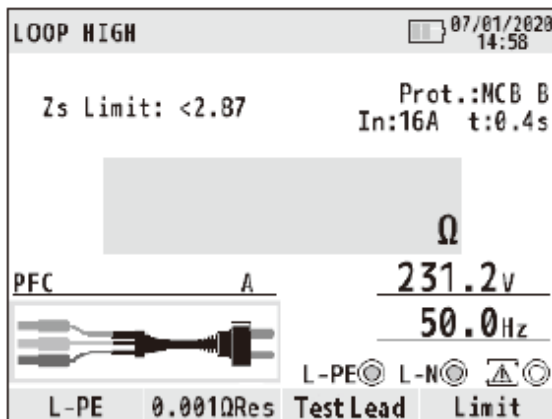 LOOP HIGH
07/01/2020
14:58
Zs Limit: <2.87
Prot.:MCB B
In:16A t:0.4s
Ω
PFC A
231.2V
50.0Hz
L-PE L-N
L-PE 0.001ΩRes Test Lead Limit